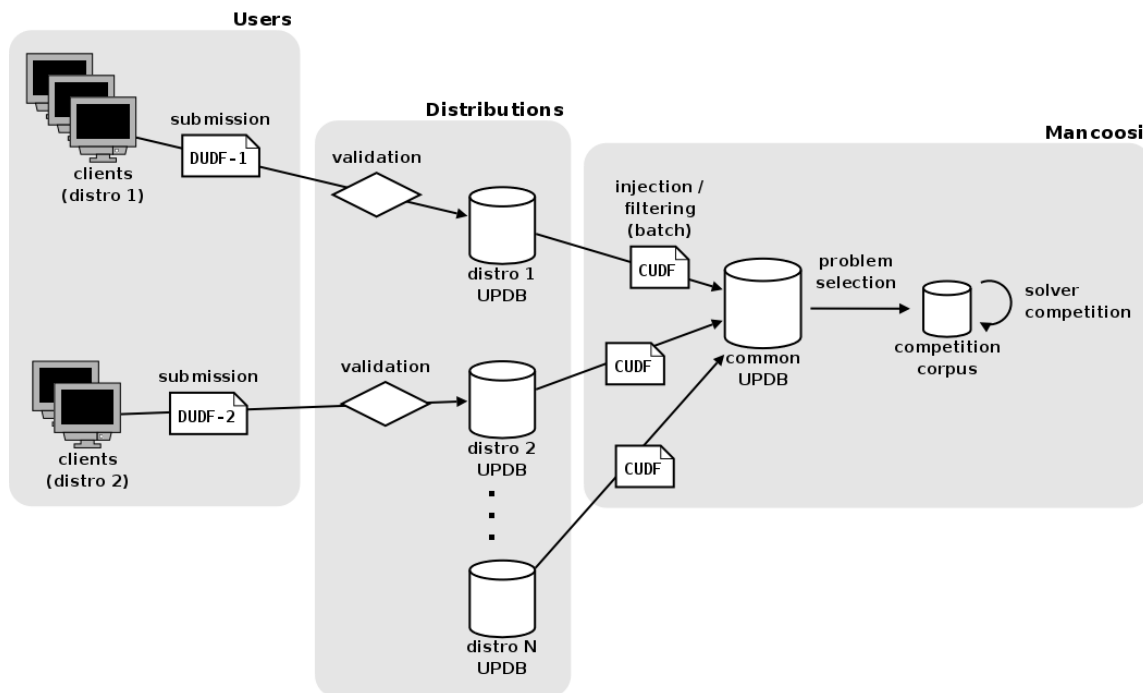 Users
submission
DUDF-1
clients
(distro 1)
submission
DUDF-2
clients
(distro 2)
Distributions
validation
distro 1
UPDB
validation
distro 2
UPDB
distro N
UPDB
Mancoosi
injection /
filtering
(batch)
CUDF
CUDF
CUDF
common
UPDB
problem
selection
competition
corpus
solver
competition